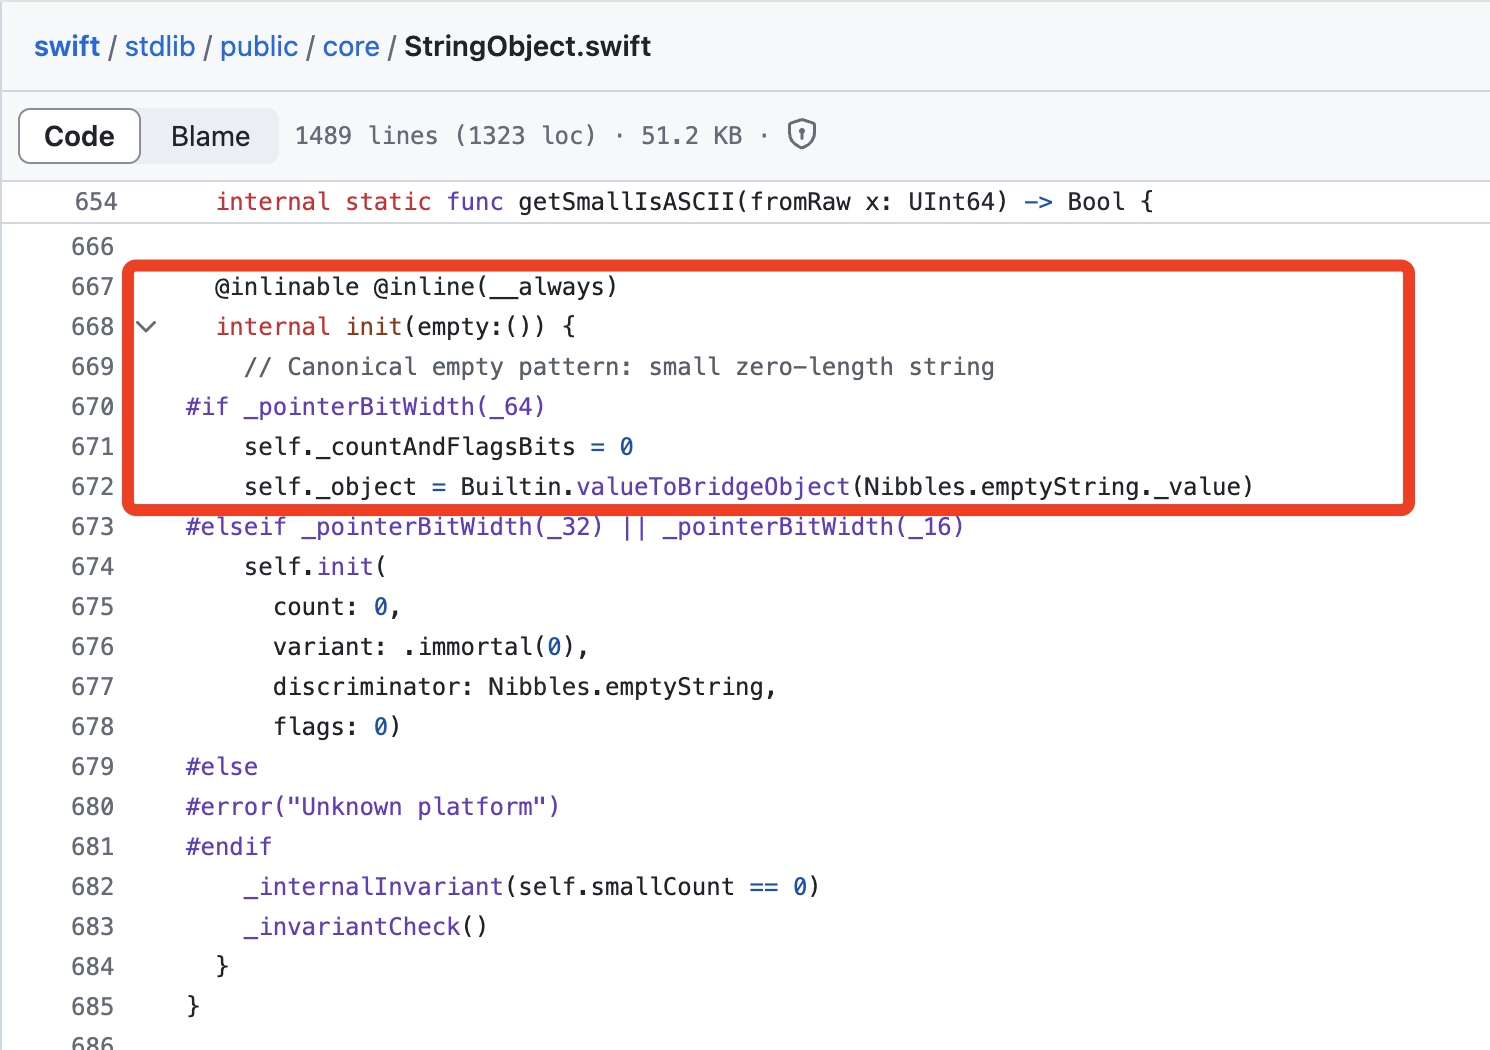 swift / stdlib / public / core / StringObject.swift
Code Blame 1489 lines (1323 loc) · 51.2 KB ·
654 internal static func getSmallIsASCII(fromRaw x: UInt64) -> Bool {
666
667 @inlinable @inline(__always)
668 internal init(empty:()) {
669 // Canonical empty pattern: small zero-length string
670 #if _pointerBitWidth(_64)
671 self._countAndFlagsBits = 0
672 self._object = Builtin.valueToBridgeObject(Nibbles.emptyString._value)
673 #elseif _pointerBitWidth(_32) || _pointerBitWidth(_16)
674 self.init(
675 count: 0,
676 variant: .immortal(0),
677 discriminator: Nibbles.emptyString,
678 flags: 0)
679 #else
680 #error("Unknown platform")
681 #endif
682 _internalInvariant(self.smallCount == 0)
683 _invariantCheck()
684 }
685 }
686